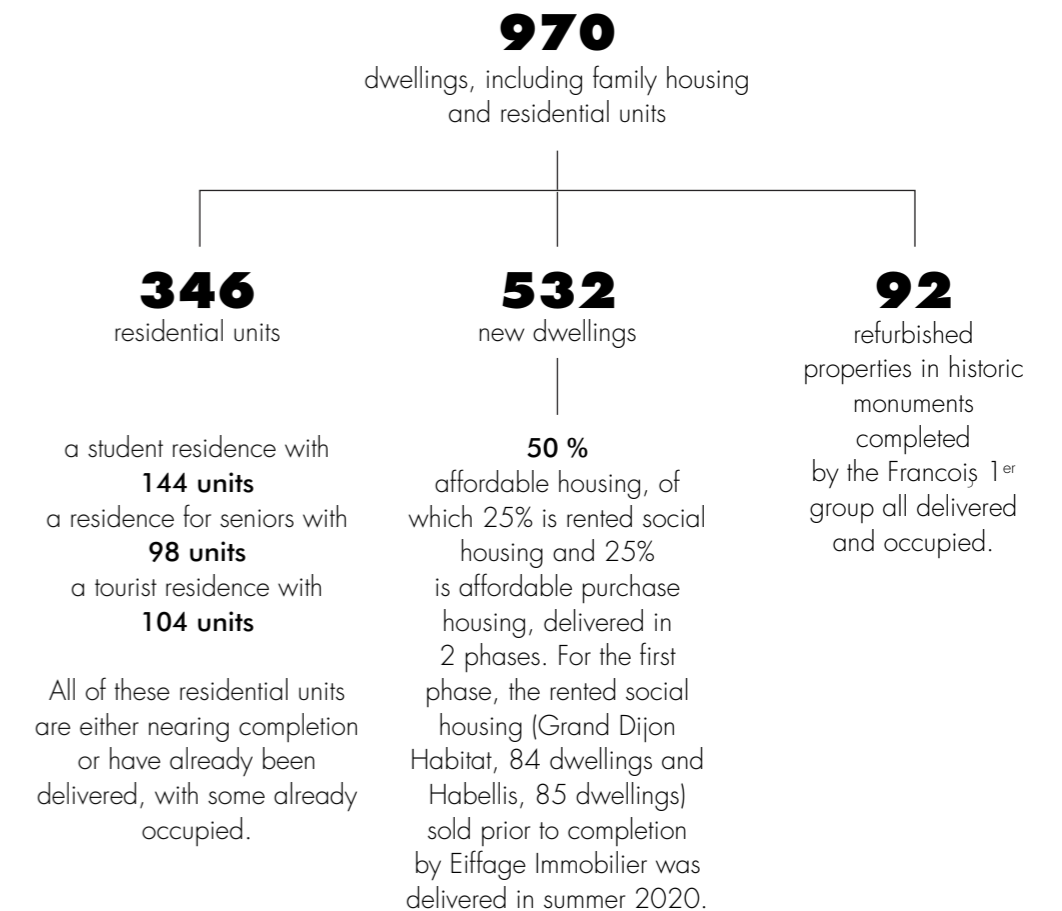 970
dwellings, including family housing
and residential units
346
residential units
a student residence with
144 units
a residence for seniors with
98 units
a tourist residence with
104 units
All of these residential units
are either nearing completion
or have already been
delivered, with some already
occupied.
532
new dwellings
50 %
affordable housing, of
which 25% is rented social
housing and 25%
is affordable purchase
housing, delivered in
2 phases. For the first
phase, the rented social
housing (Grand Dijon
Habitat, 84 dwellings and
Habellis, 85 dwellings)
sold prior to completion
by Eiffage Immobilier was
delivered in summer 2020.
92
refurbished
properties in historic
monuments
completed
by the Francoiş 1er
group all delivered
and occupied.